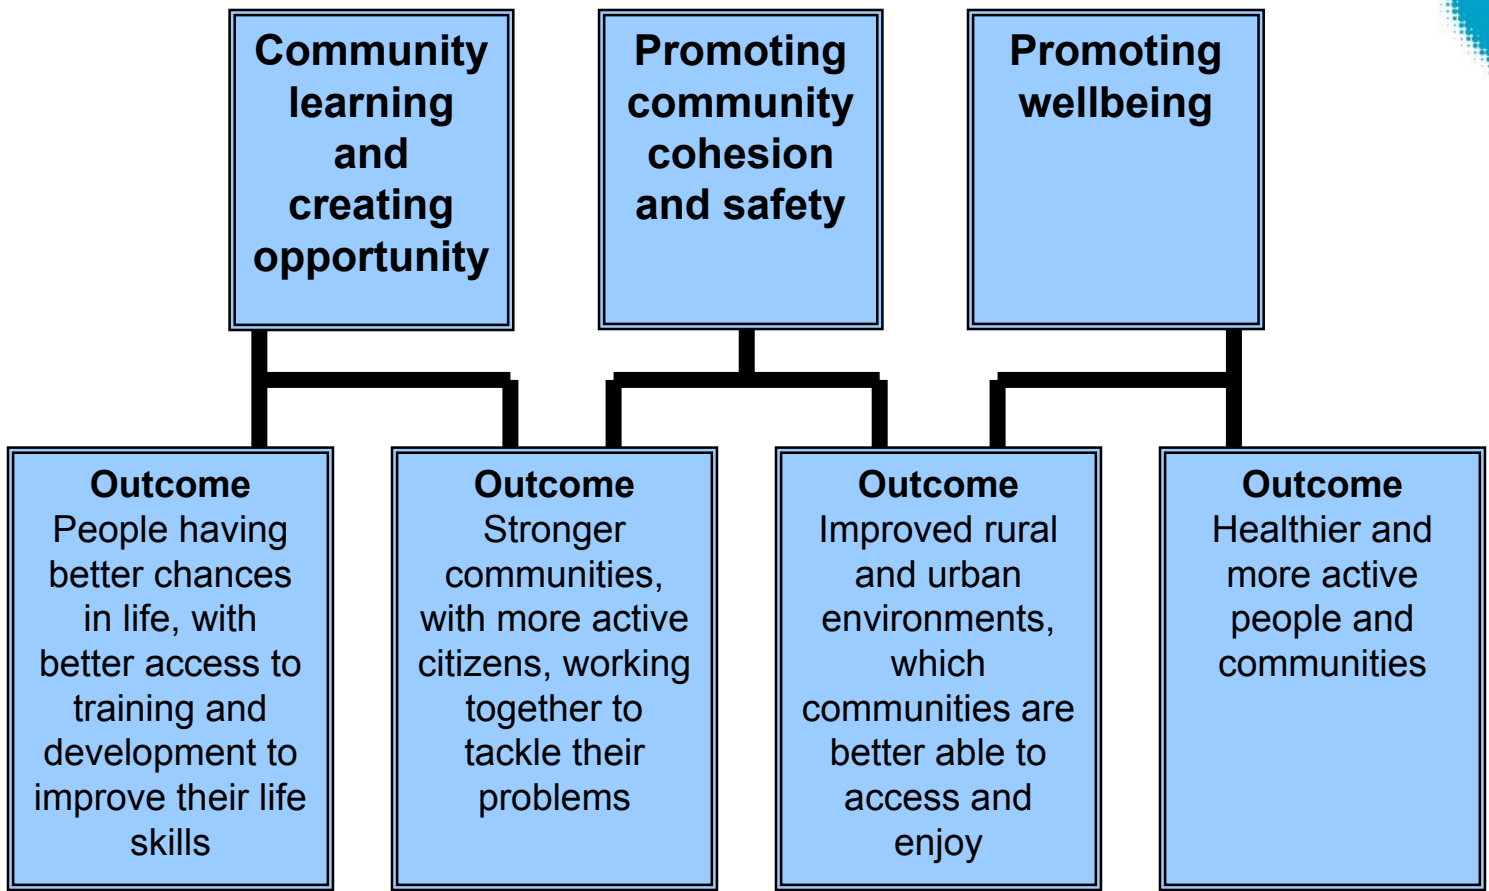 Community
learning
and
creating
opportunity
Promoting
community
cohesion
and safety
Promoting
wellbeing
Outcome
People having
better chances
in life, with
better access to
training and
development to
improve their life
skills
Outcome
Stronger
communities,
with more active
citizens, working
together to
tackle their
problems
Outcome
Improved rural
and urban
environments,
which
communities are
better able to
access and
enjoy
Outcome
Healthier and
more active
people and
communities